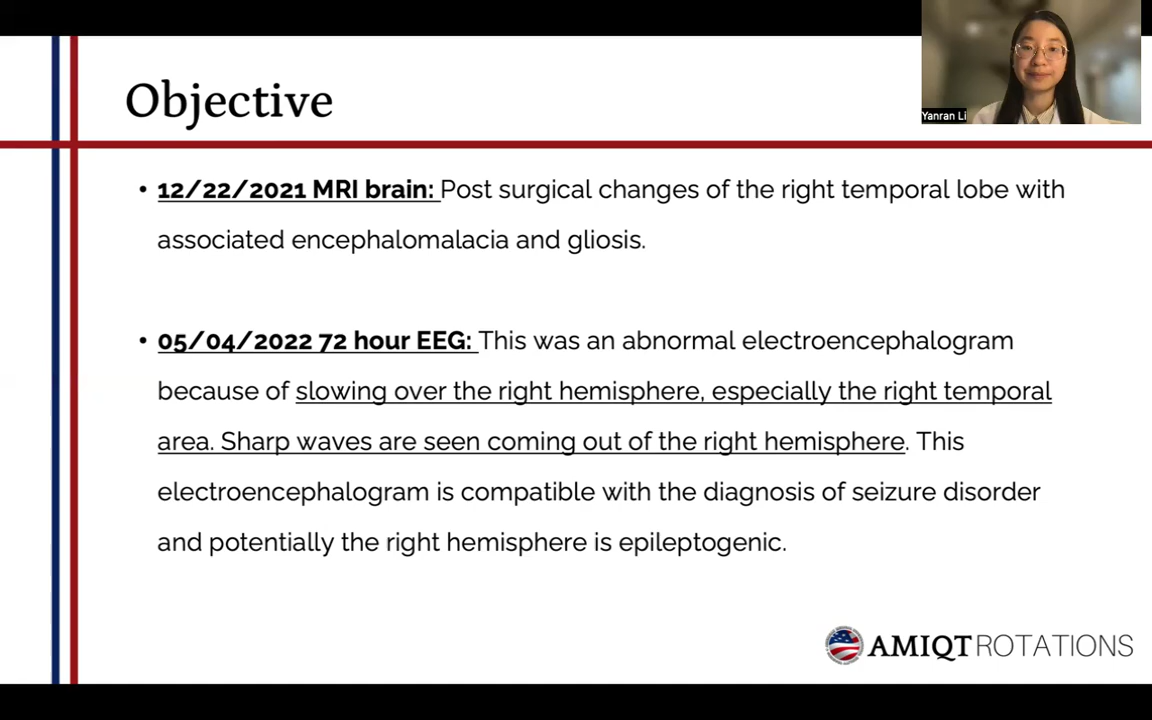 Objective
Yanran Li
• 12/22/2021 MRI brain: Post surgical changes of the right temporal lobe with
associated encephalomalacia and gliosis.
• 05/04/2022 72 hour EEG: This was an abnormal electroencephalogram
because of slowing over the right hemisphere, especially the right temporal
area. Sharp waves are seen coming out of the right hemisphere. This
electroencephalogram is compatible with the diagnosis of seizure disorder
and potentially the right hemisphere is epileptogenic.
AMIQT ROTATIONS